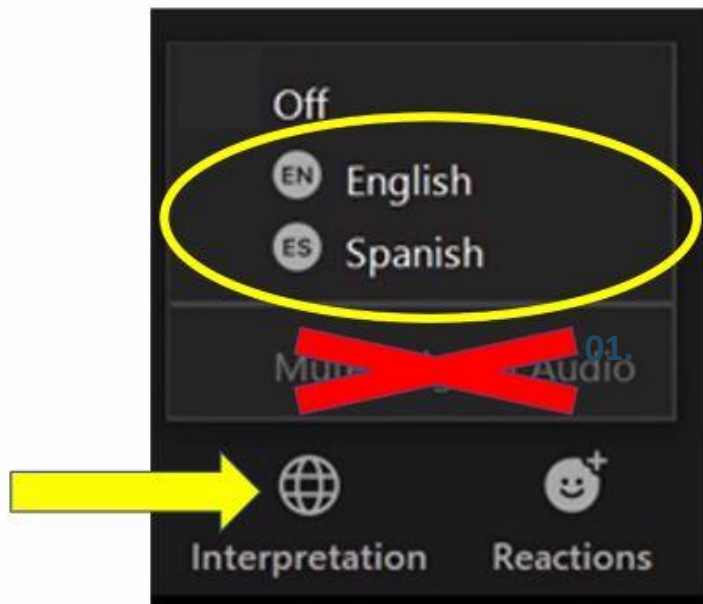 Off
EN English
ES Spanish
01.
Audio
Interpretation
Reactions